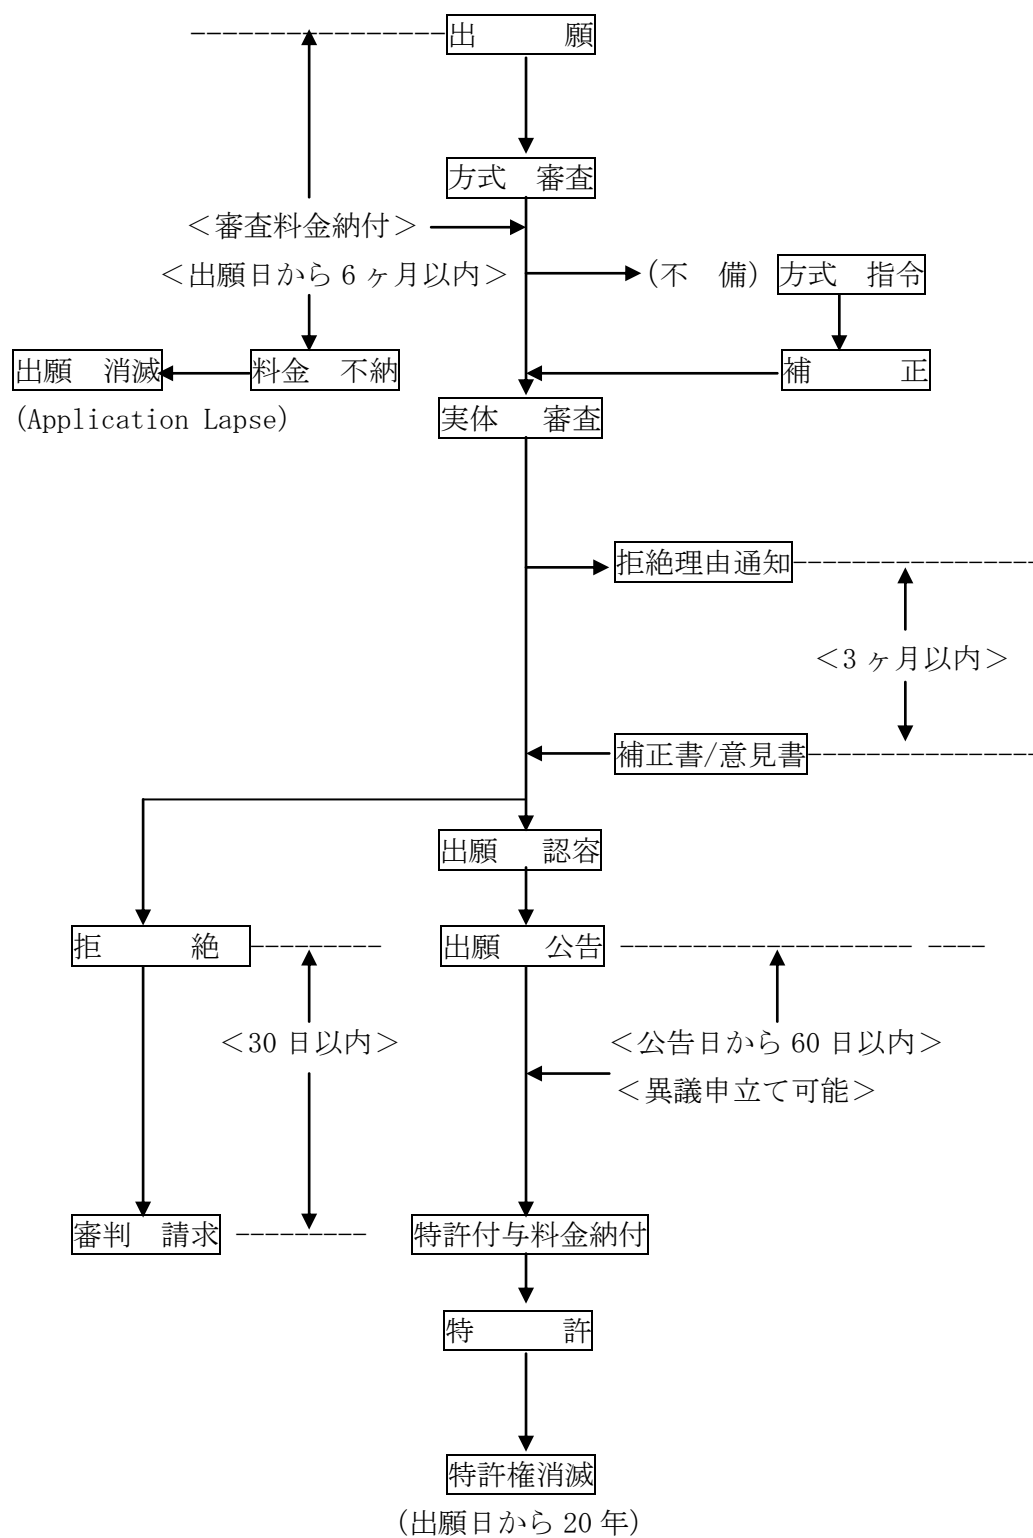 出　　　願
方式　審査
＜審査料金納付＞
＜出願日から 6 ヶ月以内＞
(不　備) 方式　指令
出願　消滅
料金　不納
補　　　正
(Application Lapse)
実体　審査
拒絶理由通知
＜3 ヶ月以内＞
補正書/意見書
出願　認容
拒　　　絶
出願　公告
＜30 日以内＞
＜公告日から 60 日以内＞
＜異議申立て可能＞
審判　請求
特許付与料金納付
特　　　許
特許権消滅
(出願日から 20 年)